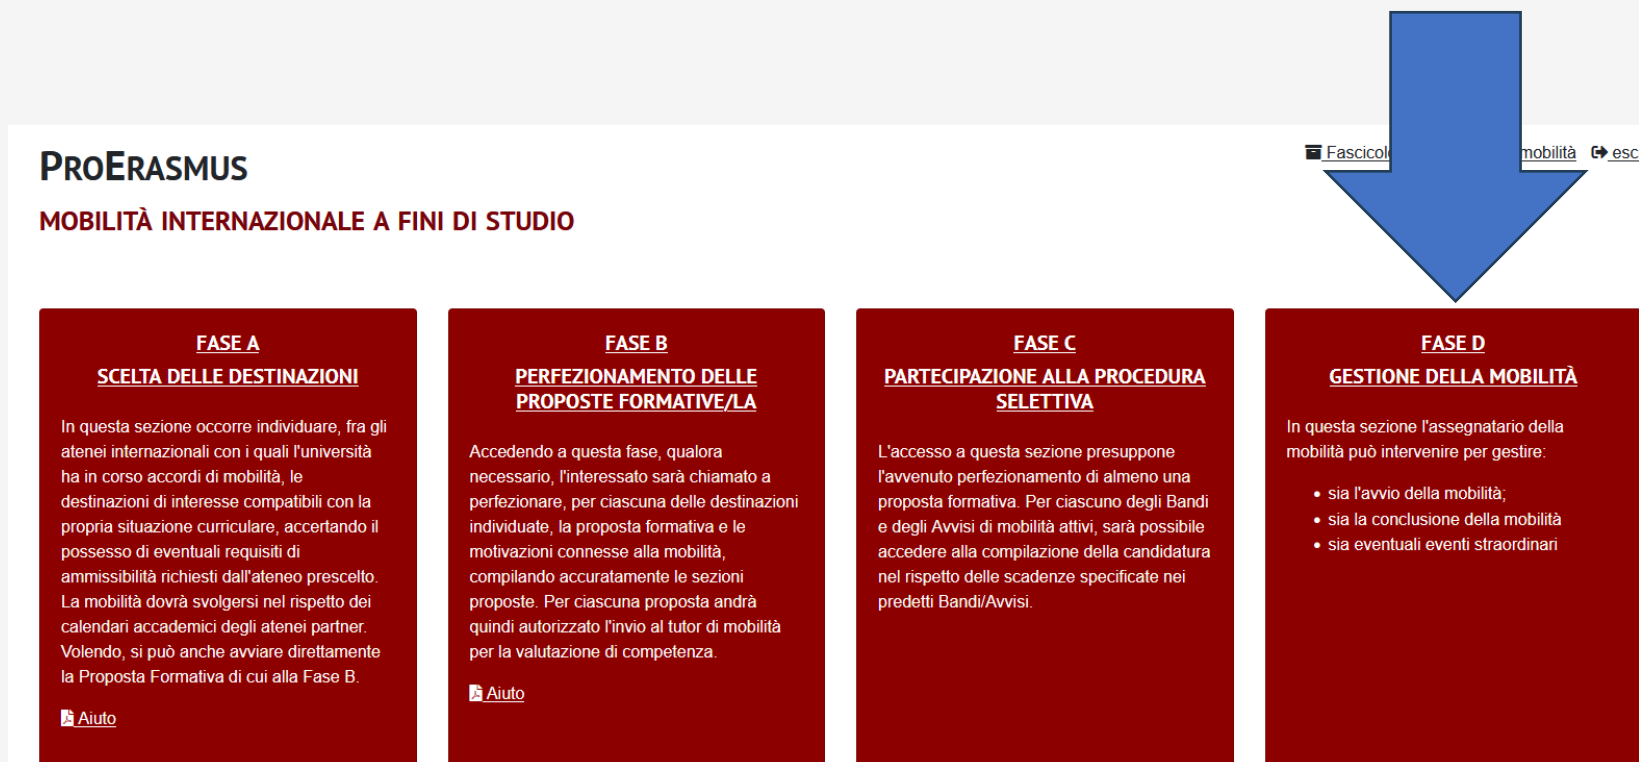 PROERASMUS
Fascicol mobilità esc
MOBILITÀ INTERNAZIONALE A FINI DI STUDIO
FASE A
SCELTA DELLE DESTINAZIONI
In questa sezione occorre individuare, fra gli
atenei internazionali con i quali l'università
ha in corso accordi di mobilità, le
destinazioni di interesse compatibili con la
propria situazione curriculare, accertando il
possesso di eventuali requisiti di
ammissibilità richiesti dall'ateneo prescelto.
La mobilità dovrà svolgersi nel rispetto dei
calendari accademici degli atenei partner.
Volendo, si può anche avviare direttamente
la Proposta Formativa di cui alla Fase B.
Aiuto
FASE B
PERFEZIONAMENTO DELLE
PROPOSTE FORMATIVE/LA
Accedendo a questa fase, qualora
necessario, l'interessato sarà chiamato a
perfezionare, per ciascuna delle destinazioni
individuate, la proposta formativa e le
motivazioni connesse alla mobilità,
compilando accuratamente le sezioni
proposte. Per ciascuna proposta andrà
quindi autorizzato l'invio al tutor di mobilità
per la valutazione di competenza.
Aiuto
FASE C
PARTECIPAZIONE ALLA PROCEDURA
SELETTIVA
L'accesso a questa sezione presuppone
l'avvenuto perfezionamento di almeno una
proposta formativa. Per ciascuno degli Bandi
e degli Avvisi di mobilità attivi, sarà possibile
accedere alla compilazione della candidatura
nel rispetto delle scadenze specificate nei
predetti Bandi/Avvisi.
FASE D
GESTIONE DELLA MOBILITÀ
In questa sezione l'assegnatario della
mobilità può intervenire per gestire:
• sia l'avvio della mobilità;
• sia la conclusione della mobilità
• sia eventuali eventi straordinari